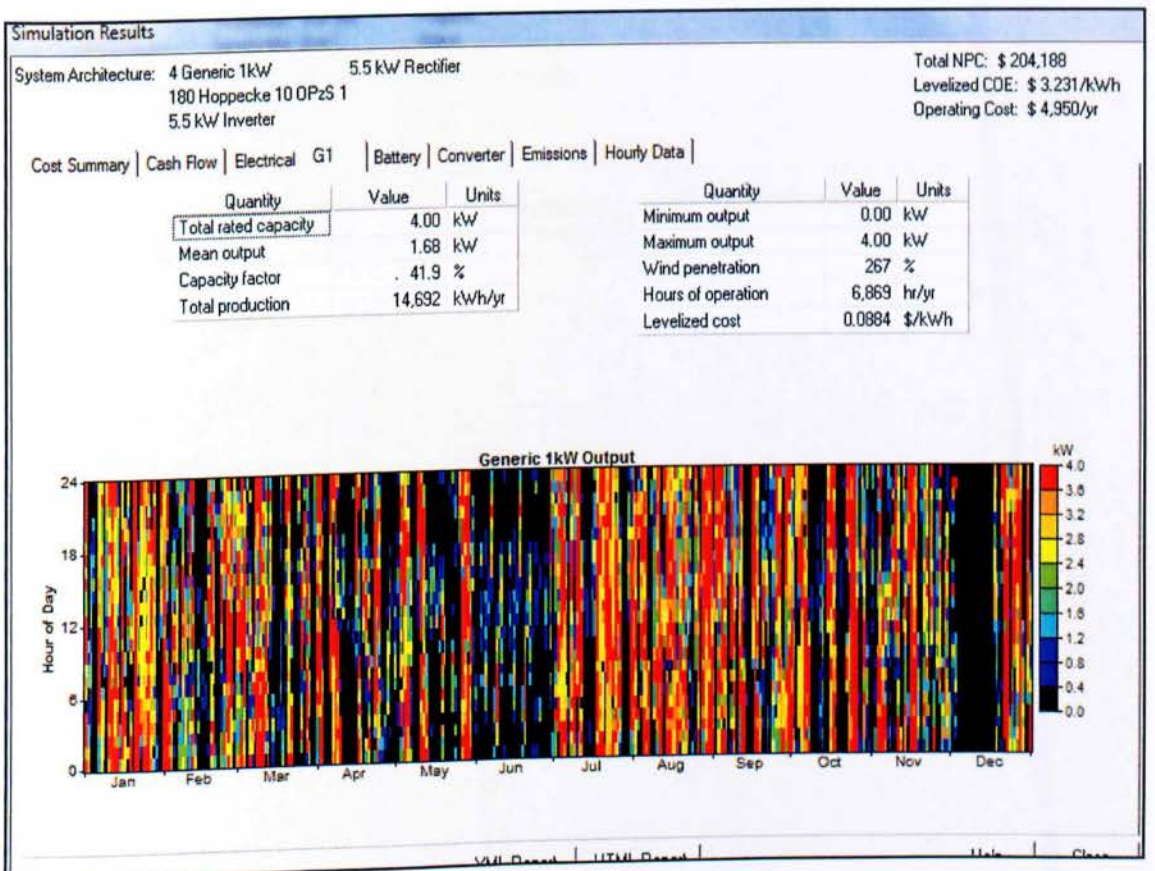 Simulation Results
System Architecture: 4 Generic 1kW 5.5 kW Rectifier
180 Hoppecke 10 OPzS 1
5.5 kW Inverter
Total NPC: $ 204,188
Levelized COE: $ 3.231/kWh
Operating Cost: $ 4,950/yr
Cost Summary Cash Flow Electrical G1 Battery Converter Emissions Hourly Data
Quantity Value Units
Total rated capacity 4.00 kW
Mean output 1.68 kW
Capacity factor 41.9 %
Total production 14,692 kWh/yr
Quantity Value Units
Minimum output 0.00 kW
Maximum output 4.00 kW
Wind penetration 267 %
Hours of operation 6,869 hr/yr
Levelized cost 0.0884 $/kWh
Generic 1kW Output
Hour of Day
24
18
12
6
0
Jan Feb Mar Apr May Jun Jul Aug Sep Oct Nov Dec
kW
4.0
3.6
3.2
2.8
2.4
2.0
1.6
1.2
0.8
0.4
0.0